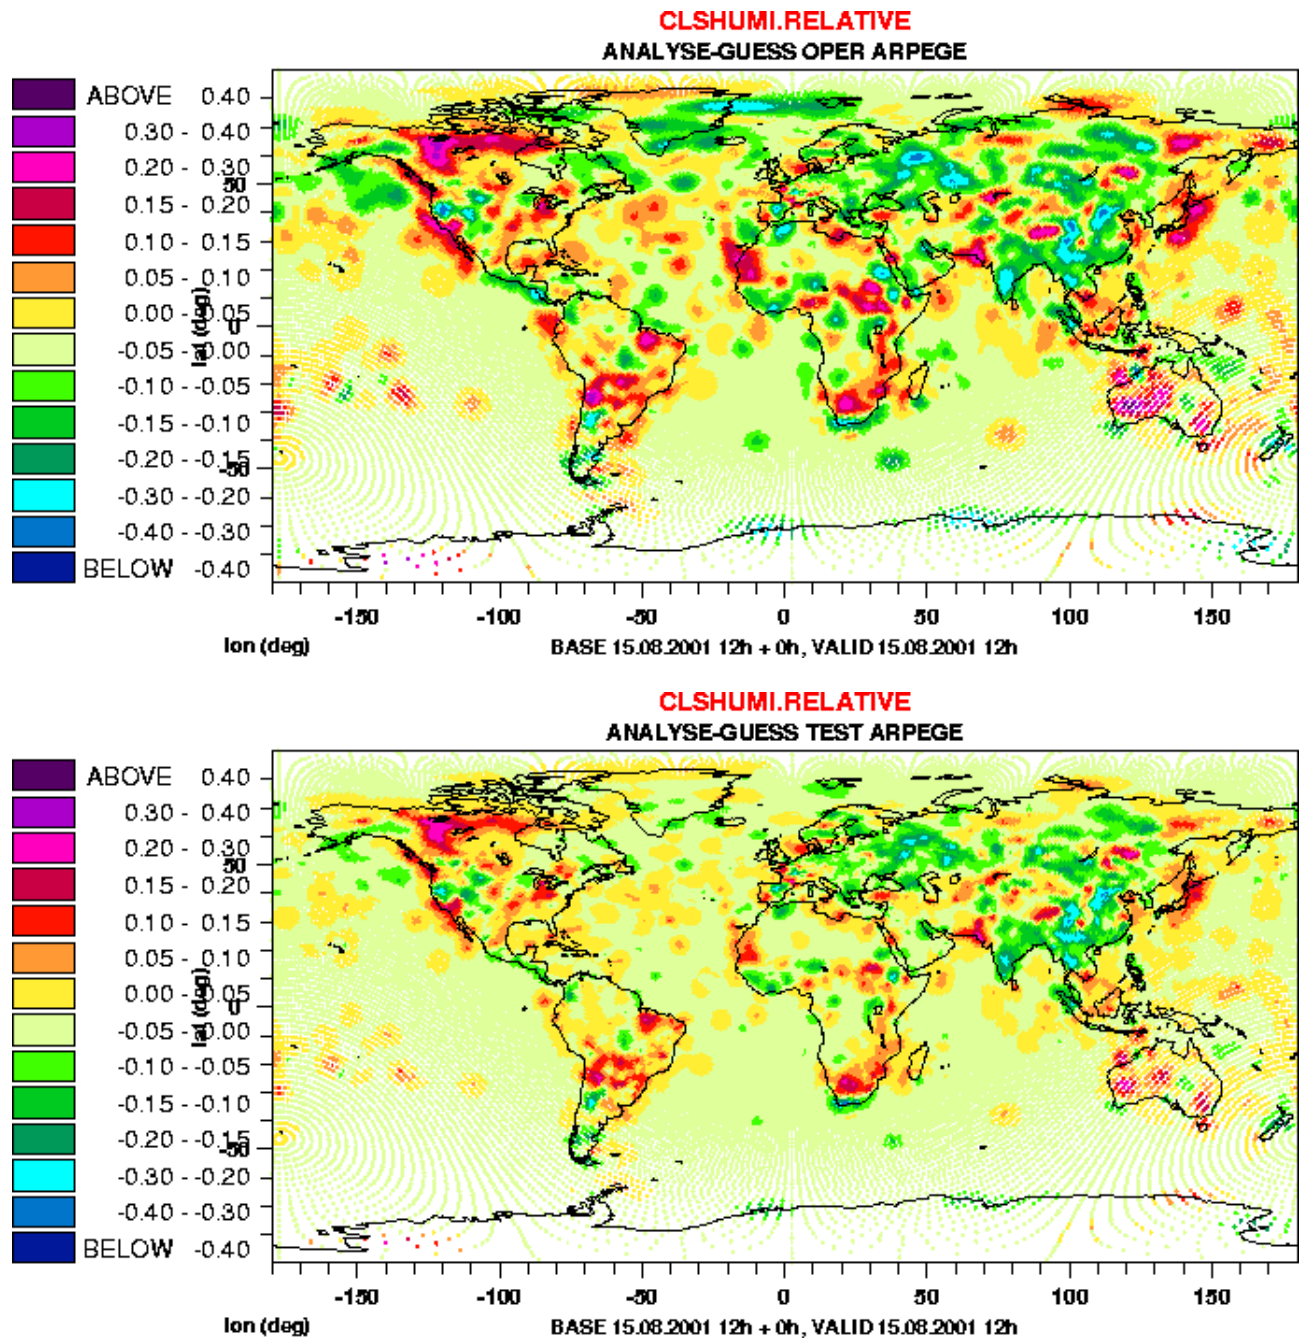 CLSHUMI.RELATIVE
ANALYSE-GUESS OPER ARPEGE
ABOVE 0.40
0.30 - 0.40
0.20 - 0.30
50
0.15 - 0.20
0.10 - 0.15
0.05 - 0.10
lat (deg)
0.00 - 0.05
0
-0.05 - 0.00
-0.10 - -0.05
-0.15 - -0.10
-0.20 - -0.15
-50
-0.30 - -0.20
-0.40 - -0.30
BELOW -0.40
-150 -100 -50 0 50 100 150
lon (deg)
BASE 15.08.2001 12h + 0h, VALID 15.08.2001 12h
CLSHUMI.RELATIVE
ANALYSE-GUESS TEST ARPEGE
ABOVE 0.40
0.30 - 0.40
0.20 - 0.30
50
0.15 - 0.20
0.10 - 0.15
0.05 - 0.10
lat (deg)
0.00 - 0.05
0
-0.05 - 0.00
-0.10 - -0.05
-0.15 - -0.10
-0.20 - -0.15
-50
-0.30 - -0.20
-0.40 - -0.30
BELOW -0.40
-150 -100 -50 0 50 100 150
lon (deg)
BASE 15.08.2001 12h + 0h, VALID 15.08.2001 12h